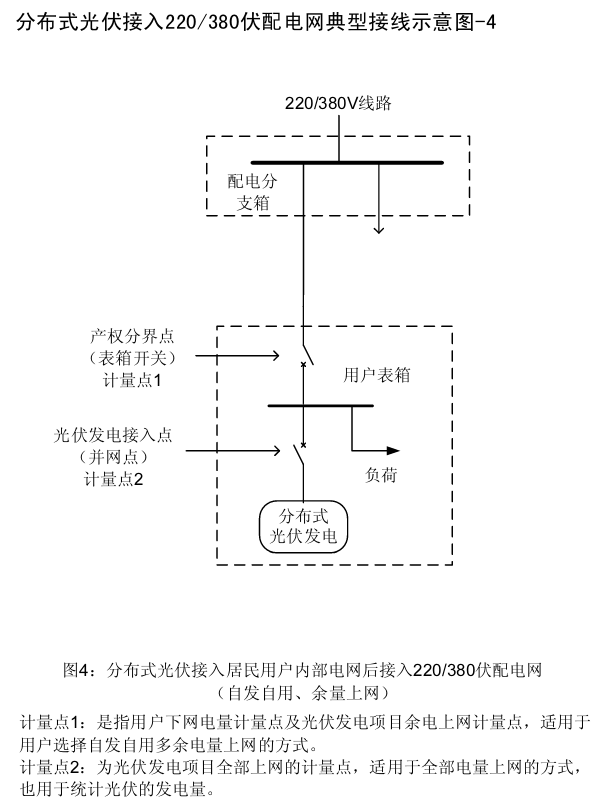 分布式光伏接入220/380伏配电网典型接线示意图-4
220/380V线路
配电分
支箱
产权分界点
（表箱开关）
计量点1
用户表箱
光伏发电接入点
（并网点）
计量点2
负荷
分布式
光伏发电
图4：分布式光伏接入居民用户内部电网后接入220/380伏配电网
（自发自用、余量上网）
计量点1：是指用户下网电量计量点及光伏发电项目余电上网计量点，适用于
用户选择自发自用多余电量上网的方式。
计量点2：为光伏发电项目全部上网的计量点，适用于全部电量上网的方式，
也用于统计光伏的发电量。